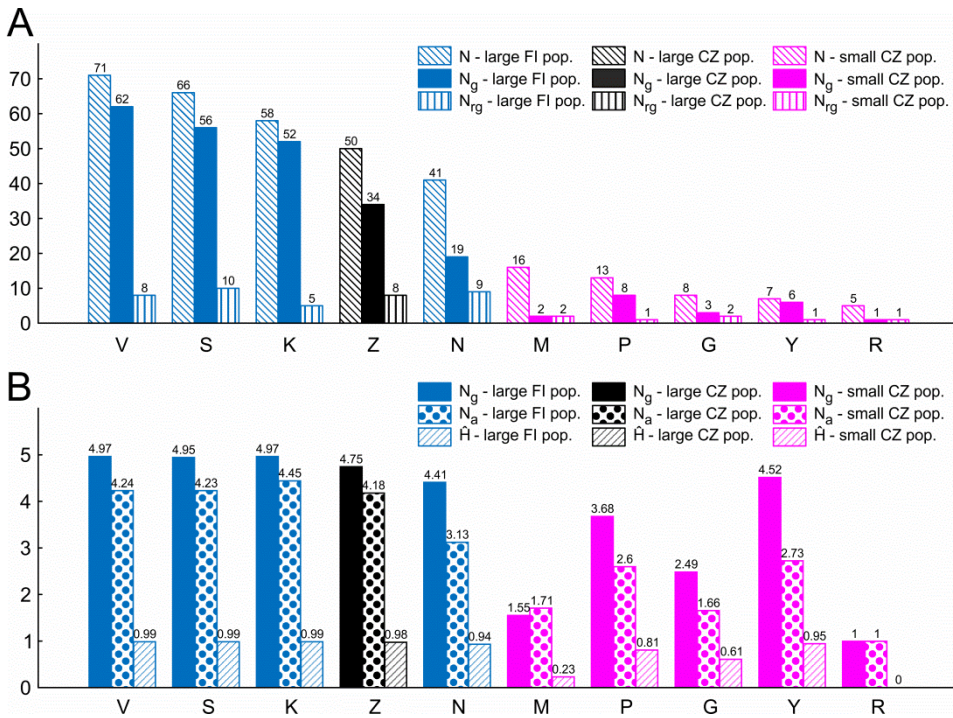 A
N - large FI pop. N - large CZ pop. N - small CZ pop.
Ng - large FI pop. Ng - large CZ pop. Ng - small CZ pop.
Nrg - large FI pop. Nrg - large CZ pop. Nrg - small CZ pop.
70
60
50
40
30
20
10
0
71 62 8 66 56 10 58 52 5 50 34 8 41 19 9 16 2 2 13 8 1 8 3 2 7 6 1 5 1 1
V S K Z N M P G Y R
B
Ng - large FI pop. Ng - large CZ pop. Ng - small CZ pop.
Na - large FI pop. Na - large CZ pop. Na - small CZ pop.
Ĥ - large FI pop. Ĥ - large CZ pop. Ĥ - small CZ pop.
5
4
3
2
1
0
4.97 4.24 0.99 4.95 4.23 0.99 4.97 4.45 0.99 4.75 4.18 0.98 4.41 3.13 0.94 1.55 1.71 0.23 3.68 2.6 0.81 2.49 1.66 0.61 4.52 2.73 0.95 1 1 0
V S K Z N M P G Y R